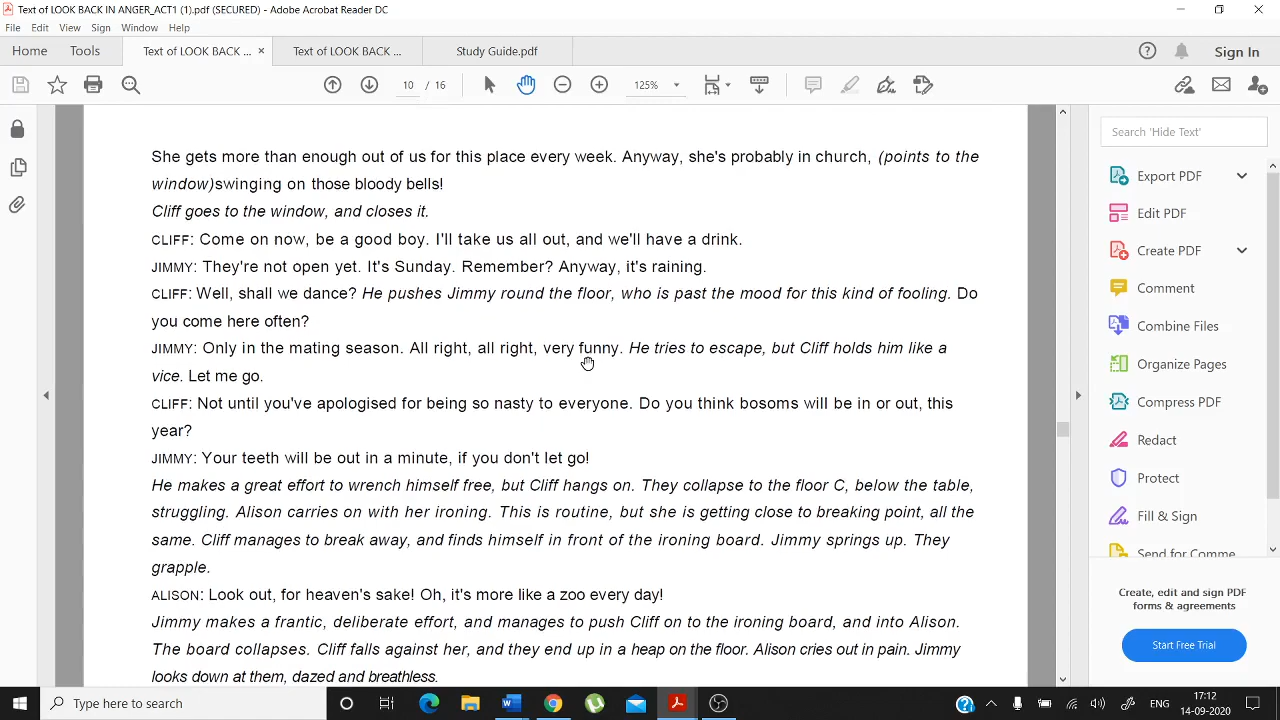 Text of LOOK BACK IN ANGER_ACT1 (1).pdf (SECURED) - Adobe Acrobat Reader DC
File Edit View Sign Window Help
Home Tools Text of LOOK BACK ... × Text of LOOK BACK ... Study Guide.pdf Sign In
10 / 16 125%
She gets more than enough out of us for this place every week. Anyway, she's probably in church, (points to the
window)swinging on those bloody bells!
Cliff goes to the window, and closes it.
CLIFF: Come on now, be a good boy. I'll take us all out, and we'll have a drink.
JIMMY: They're not open yet. It's Sunday. Remember? Anyway, it's raining.
CLIFF: Well, shall we dance? He pushes Jimmy round the floor, who is past the mood for this kind of fooling. Do
you come here often?
JIMMY: Only in the mating season. All right, all right, very funny. He tries to escape, but Cliff holds him like a
vice. Let me go.
CLIFF: Not until you've apologised for being so nasty to everyone. Do you think bosoms will be in or out, this
year?
JIMMY: Your teeth will be out in a minute, if you don't let go!
He makes a great effort to wrench himself free, but Cliff hangs on. They collapse to the floor C, below the table,
struggling. Alison carries on with her ironing. This is routine, but she is getting close to breaking point, all the
same. Cliff manages to break away, and finds himself in front of the ironing board. Jimmy springs up. They
grapple.
ALISON: Look out, for heaven's sake! Oh, it's more like a zoo every day!
Jimmy makes a frantic, deliberate effort, and manages to push Cliff on to the ironing board, and into Alison.
The board collapses. Cliff falls against her, and they end up in a heap on the floor. Alison cries out in pain. Jimmy
looks down at them, dazed and breathless.
Search 'Hide Text'
Export PDF
Edit PDF
Create PDF
Comment
Combine Files
Organize Pages
Compress PDF
Redact
Protect
Fill & Sign
Send for Comme
Create, edit and sign PDF
forms & agreements
Start Free Trial
Type here to search
ENG
17:12
14-09-2020